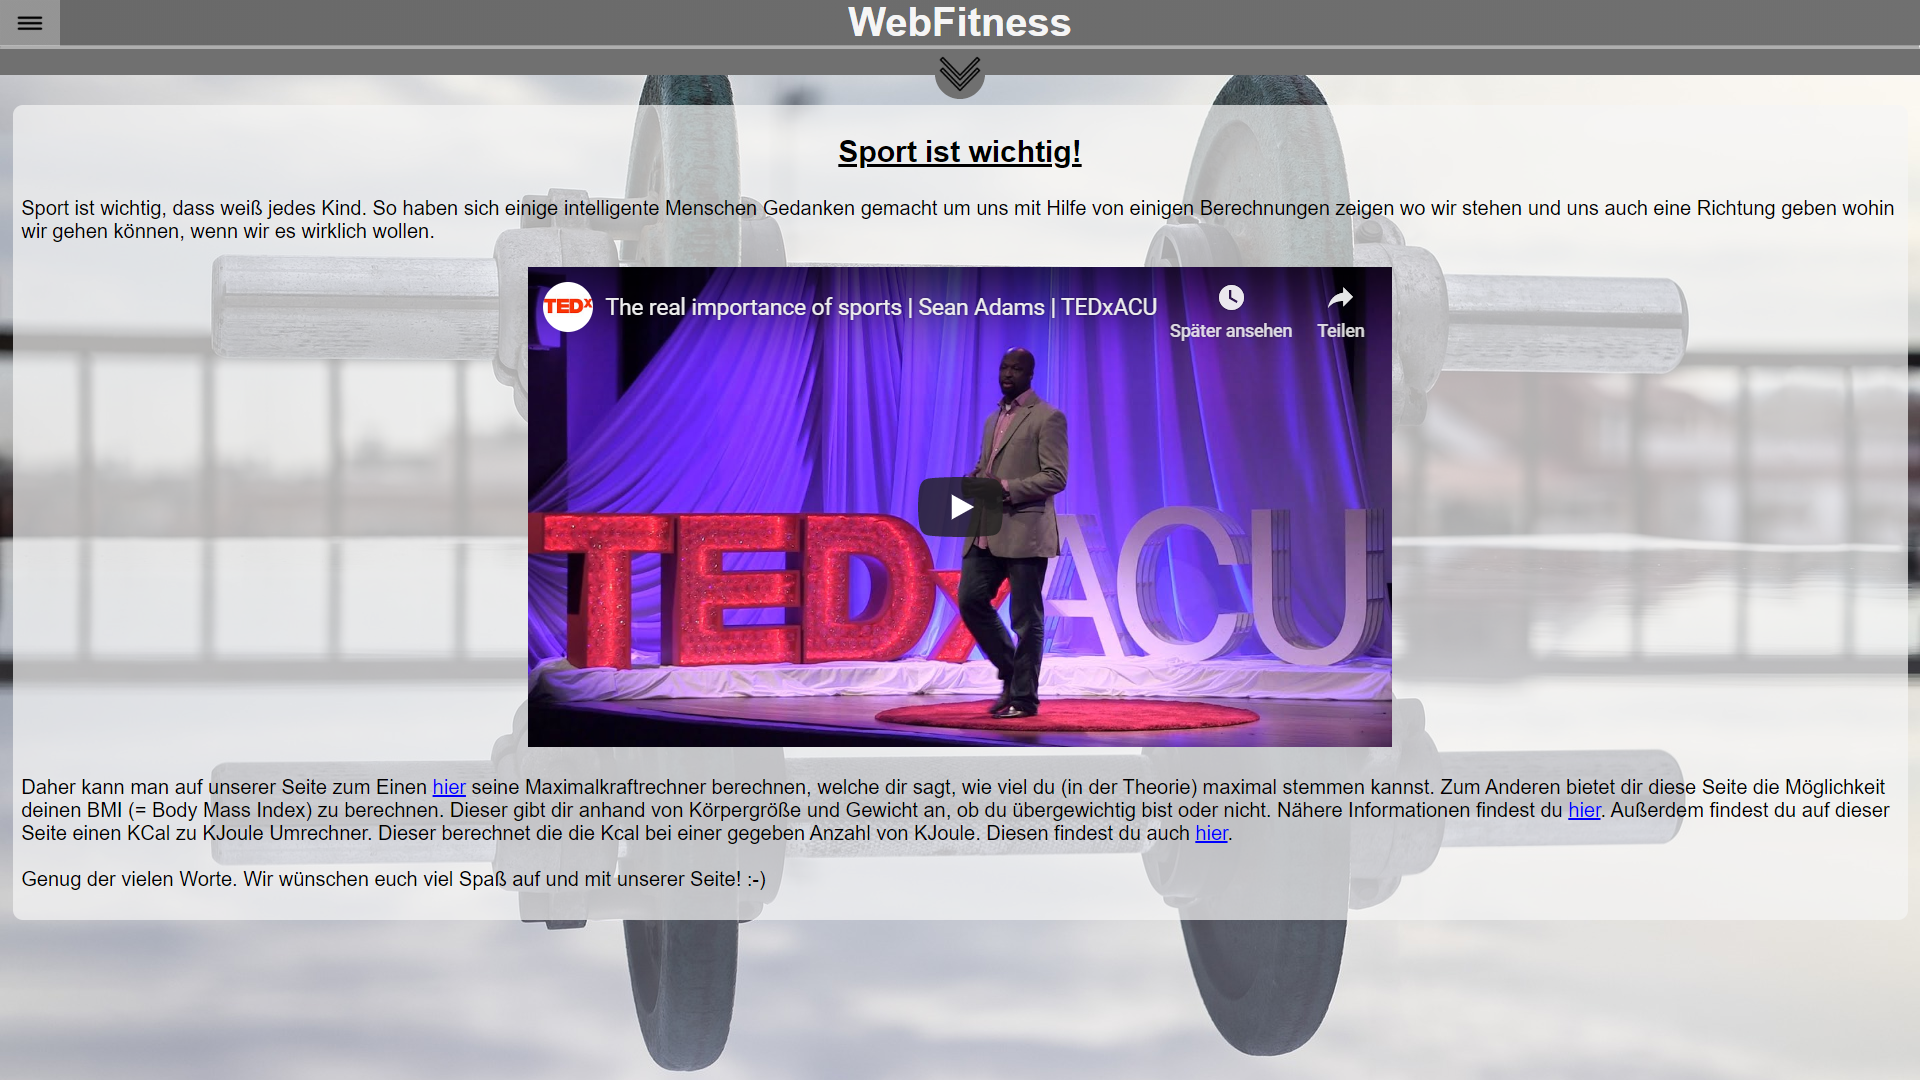 WebFitness
Sport ist wichtig!
Sport ist wichtig, dass weiß jedes Kind. So haben sich einige intelligente Menschen Gedanken gemacht um uns mit Hilfe von einigen Berechnungen zeigen wo wir stehen und uns auch eine Richtung geben wohin
wir gehen können, wenn wir es wirklich wollen.
TEDx The real importance of sports | Sean Adams | TEDxACU
Später ansehen Teilen
TEDxACU
Daher kann man auf unserer Seite zum Einen hier seine Maximalkraftrechner berechnen, welche dir sagt, wie viel du (in der Theorie) maximal stemmen kannst. Zum Anderen bietet dir diese Seite die Möglichkeit
deinen BMI (= Body Mass Index) zu berechnen. Dieser gibt dir anhand von Körpergröße und Gewicht an, ob du übergewichtig bist oder nicht. Nähere Informationen findest du hier. Außerdem findest du auf dieser
Seite einen KCal zu KJoule Umrechner. Dieser berechnet die die Kcal bei einer gegeben Anzahl von KJoule. Diesen findest du auch hier.
Genug der vielen Worte. Wir wünschen euch viel Spaß auf und mit unserer Seite! :-)